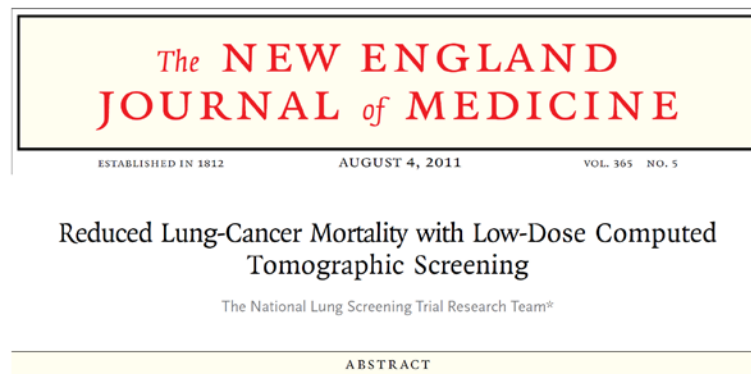 The NEW ENGLAND
JOURNAL of MEDICINE
ESTABLISHED IN 1812 AUGUST 4, 2011 VOL. 365 NO. 5
Reduced Lung-Cancer Mortality with Low-Dose Computed
Tomographic Screening
The National Lung Screening Trial Research Team*
ABSTRACT